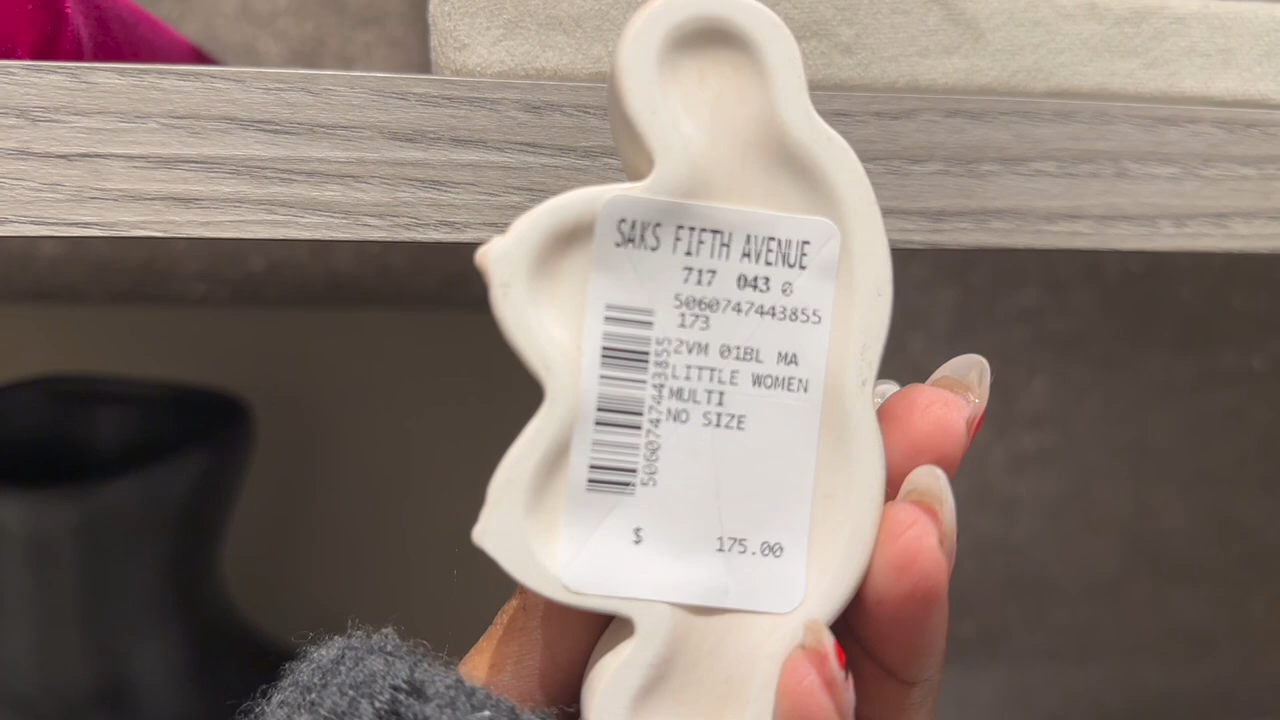 SAKS FIFTH AVENUE
717 043 0
5060747443855
173
2VM 01BL MA
LITTLE WOMEN
MULTI
NO SIZE
5060747443855
$ 175.00